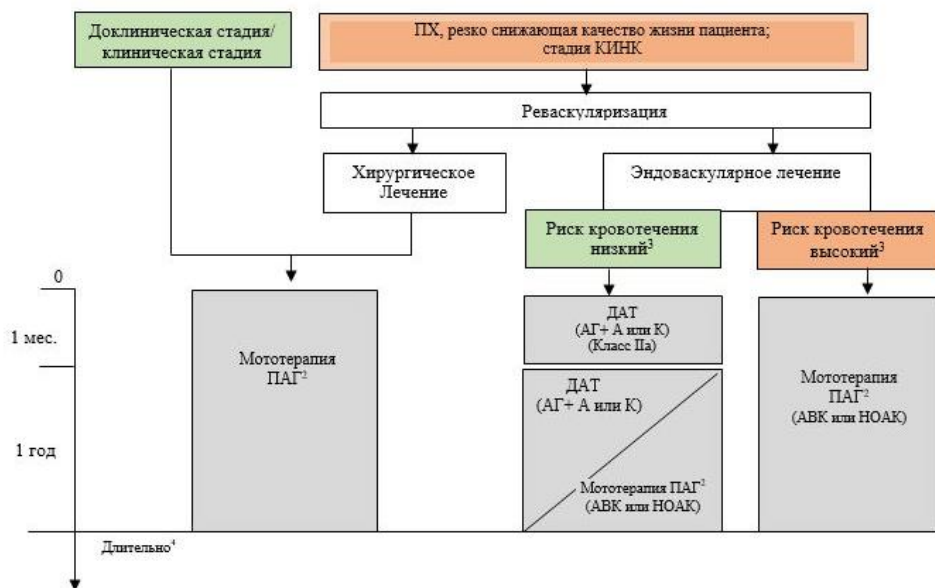 Доклиническая стадия/
клиническая стадия
ПХ, резко снижающая качество жизни пациента;
стадия КИНК
Реваскуляризация
Хирургическое
Лечение
Эндоваскулярное лечение
Риск кровотечения
низкий³
Риск кровотечения
высокий³
0
1 мес.
1 год
Мототерапия
ПАГ²
ДАТ
(АГ+ А или К)
(Класс IIa)
ДАТ
(АГ+ А или К)
Мототерапия ПАГ²
(АВК или НОАК)
Мототерапия
ПАГ²
(АВК или НОАК)
Длительно⁴